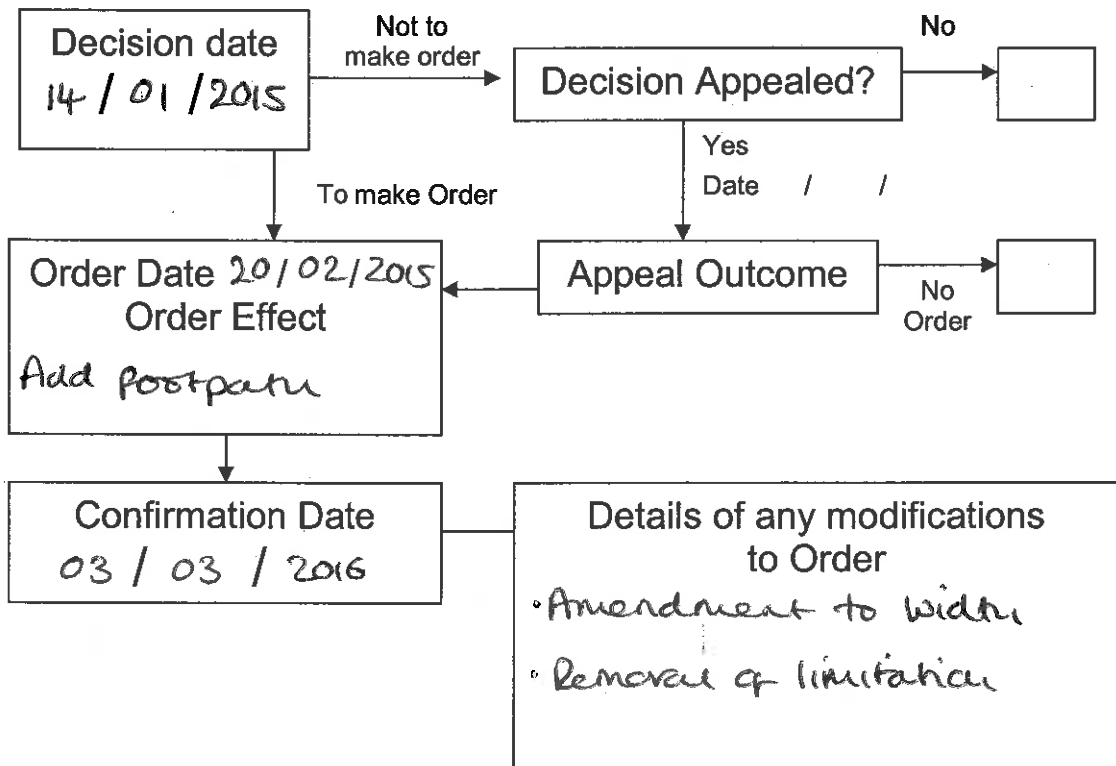 Decision date
14 / 01 / 2015
Not to
make order
Decision Appealed?
No
Yes
Date / /
To make Order
Order Date 20/02/2015
Order Effect
Add footpath
Appeal Outcome
No
Order
Confirmation Date
03 / 03 / 2016
Details of any modifications
to Order
• Amendment to width
• Removal of limitation